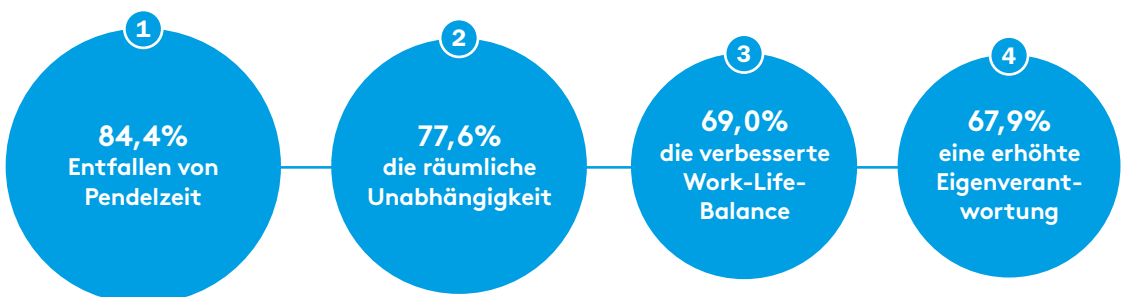 1
84,4%
Entfallen von
Pendelzeit
2
77,6%
die räumliche
Unabhängigkeit
3
69,0%
die verbesserte
Work-Life-
Balance
4
67,9%
eine erhöhte
Eigenverant-
wortung